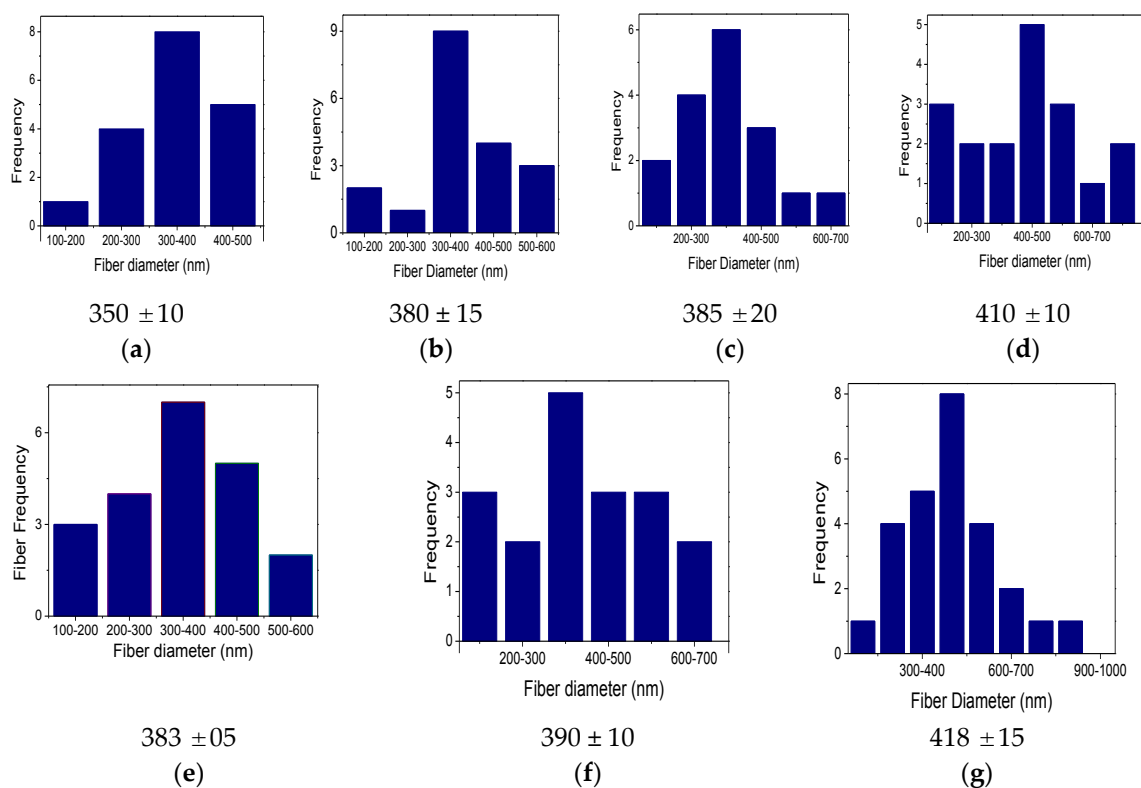 8
6
4
2
0
Frequency
100-200 200-300 300-400 400-500
Fiber diameter (nm)
350 ±10
(a)
9
6
3
0
Frequency
100-200 200-300 300-400 400-500 500-600
Fiber Diameter (nm)
380 ± 15
(b)
6
4
2
0
Frequency
200-300 400-500 600-700
Fiber Diameter (nm)
385 ±20
(c)
5
4
3
2
1
0
Frequency
200-300 400-500 600-700
Fiber diameter (nm)
410 ±10
(d)
6
3
0
Fiber Frequency
100-200 200-300 300-400 400-500 500-600
Fiber diameter (nm)
383 ±05
(e)
5
4
3
2
1
0
Frequency
200-300 400-500 600-700
Fiber diameter (nm)
390 ± 10
(f)
8
6
4
2
0
Frequency
300-400 600-700 900-1000
Fiber Diameter (nm)
418 ±15
(g)